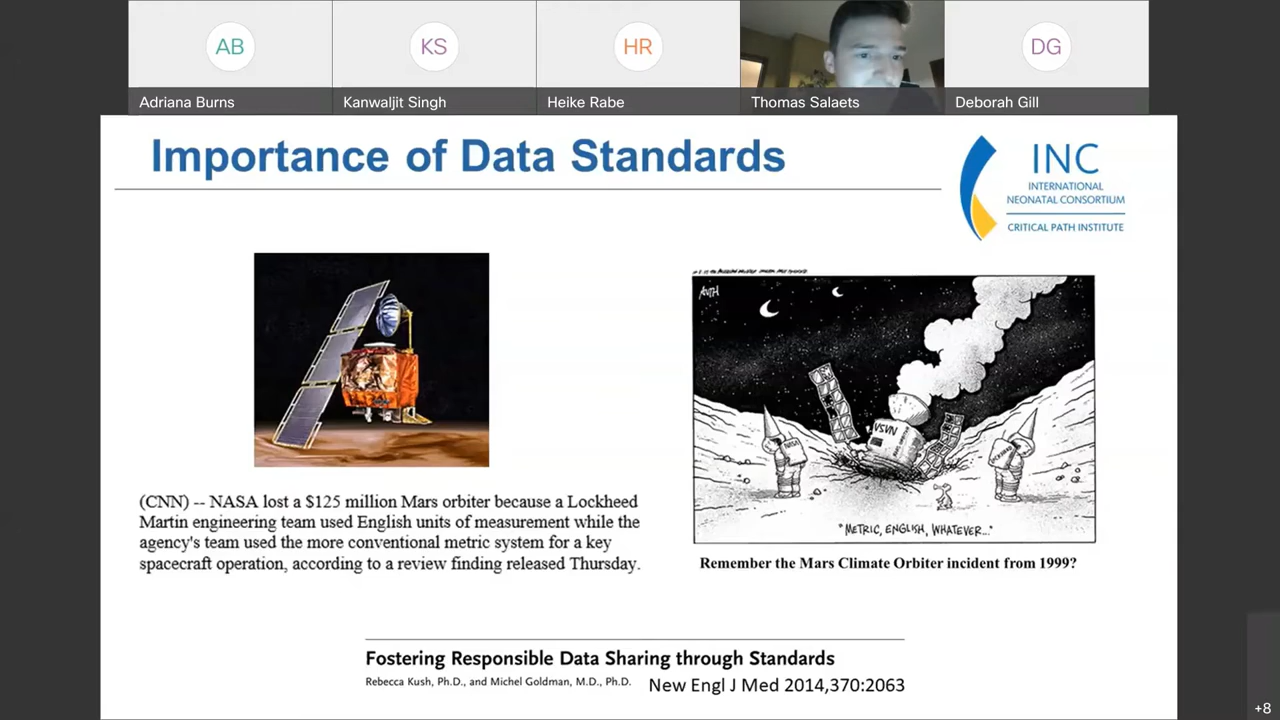 AB
KS
HR
DG
Adriana Burns
Kanwaljit Singh
Heike Rabe
Thomas Salaets
Deborah Gill
Importance of Data Standards
INC
INTERNATIONAL
NEONATAL CONSORTIUM
CRITICAL PATH INSTITUTE
AUTH
NASA
"METRIC, ENGLISH, WHATEVER..."
(CNN) -- NASA lost a $125 million Mars orbiter because a Lockheed
Martin engineering team used English units of measurement while the
agency's team used the more conventional metric system for a key
spacecraft operation, according to a review finding released Thursday.
Remember the Mars Climate Orbiter incident from 1999?
Fostering Responsible Data Sharing through Standards
Rebecca Kush, Ph.D., and Michel Goldman, M.D., Ph.D.
New Engl J Med 2014,370:2063
+8